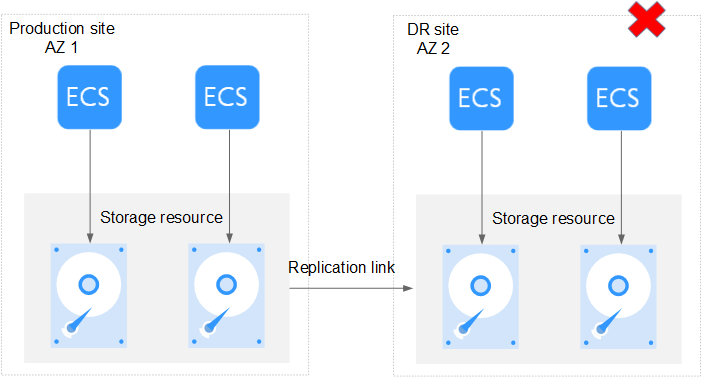 Production site
AZ 1
ECS
ECS
Storage resource
Replication link
DR site
AZ 2
ECS
ECS
Storage resource